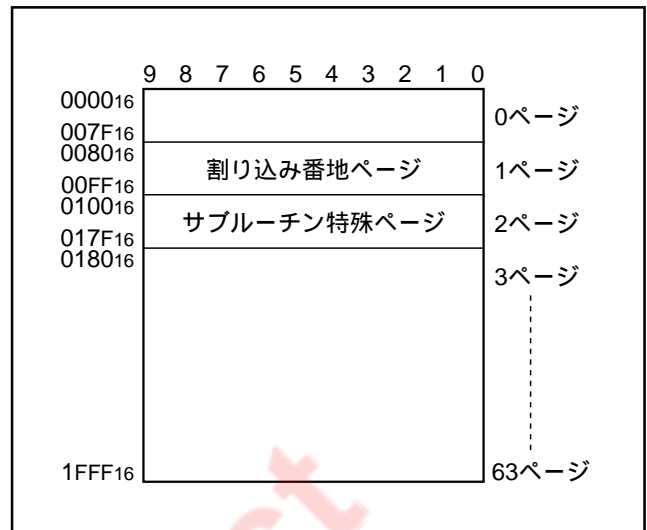 9 8 7 6 5 4 3 2 1 0
000016
0ページ
007F16
008016
割り込み番地ページ
1ページ
00FF16
010016
サブルーチン特殊ページ
2ページ
017F16
018016
3ページ
1FFF16
63ページ